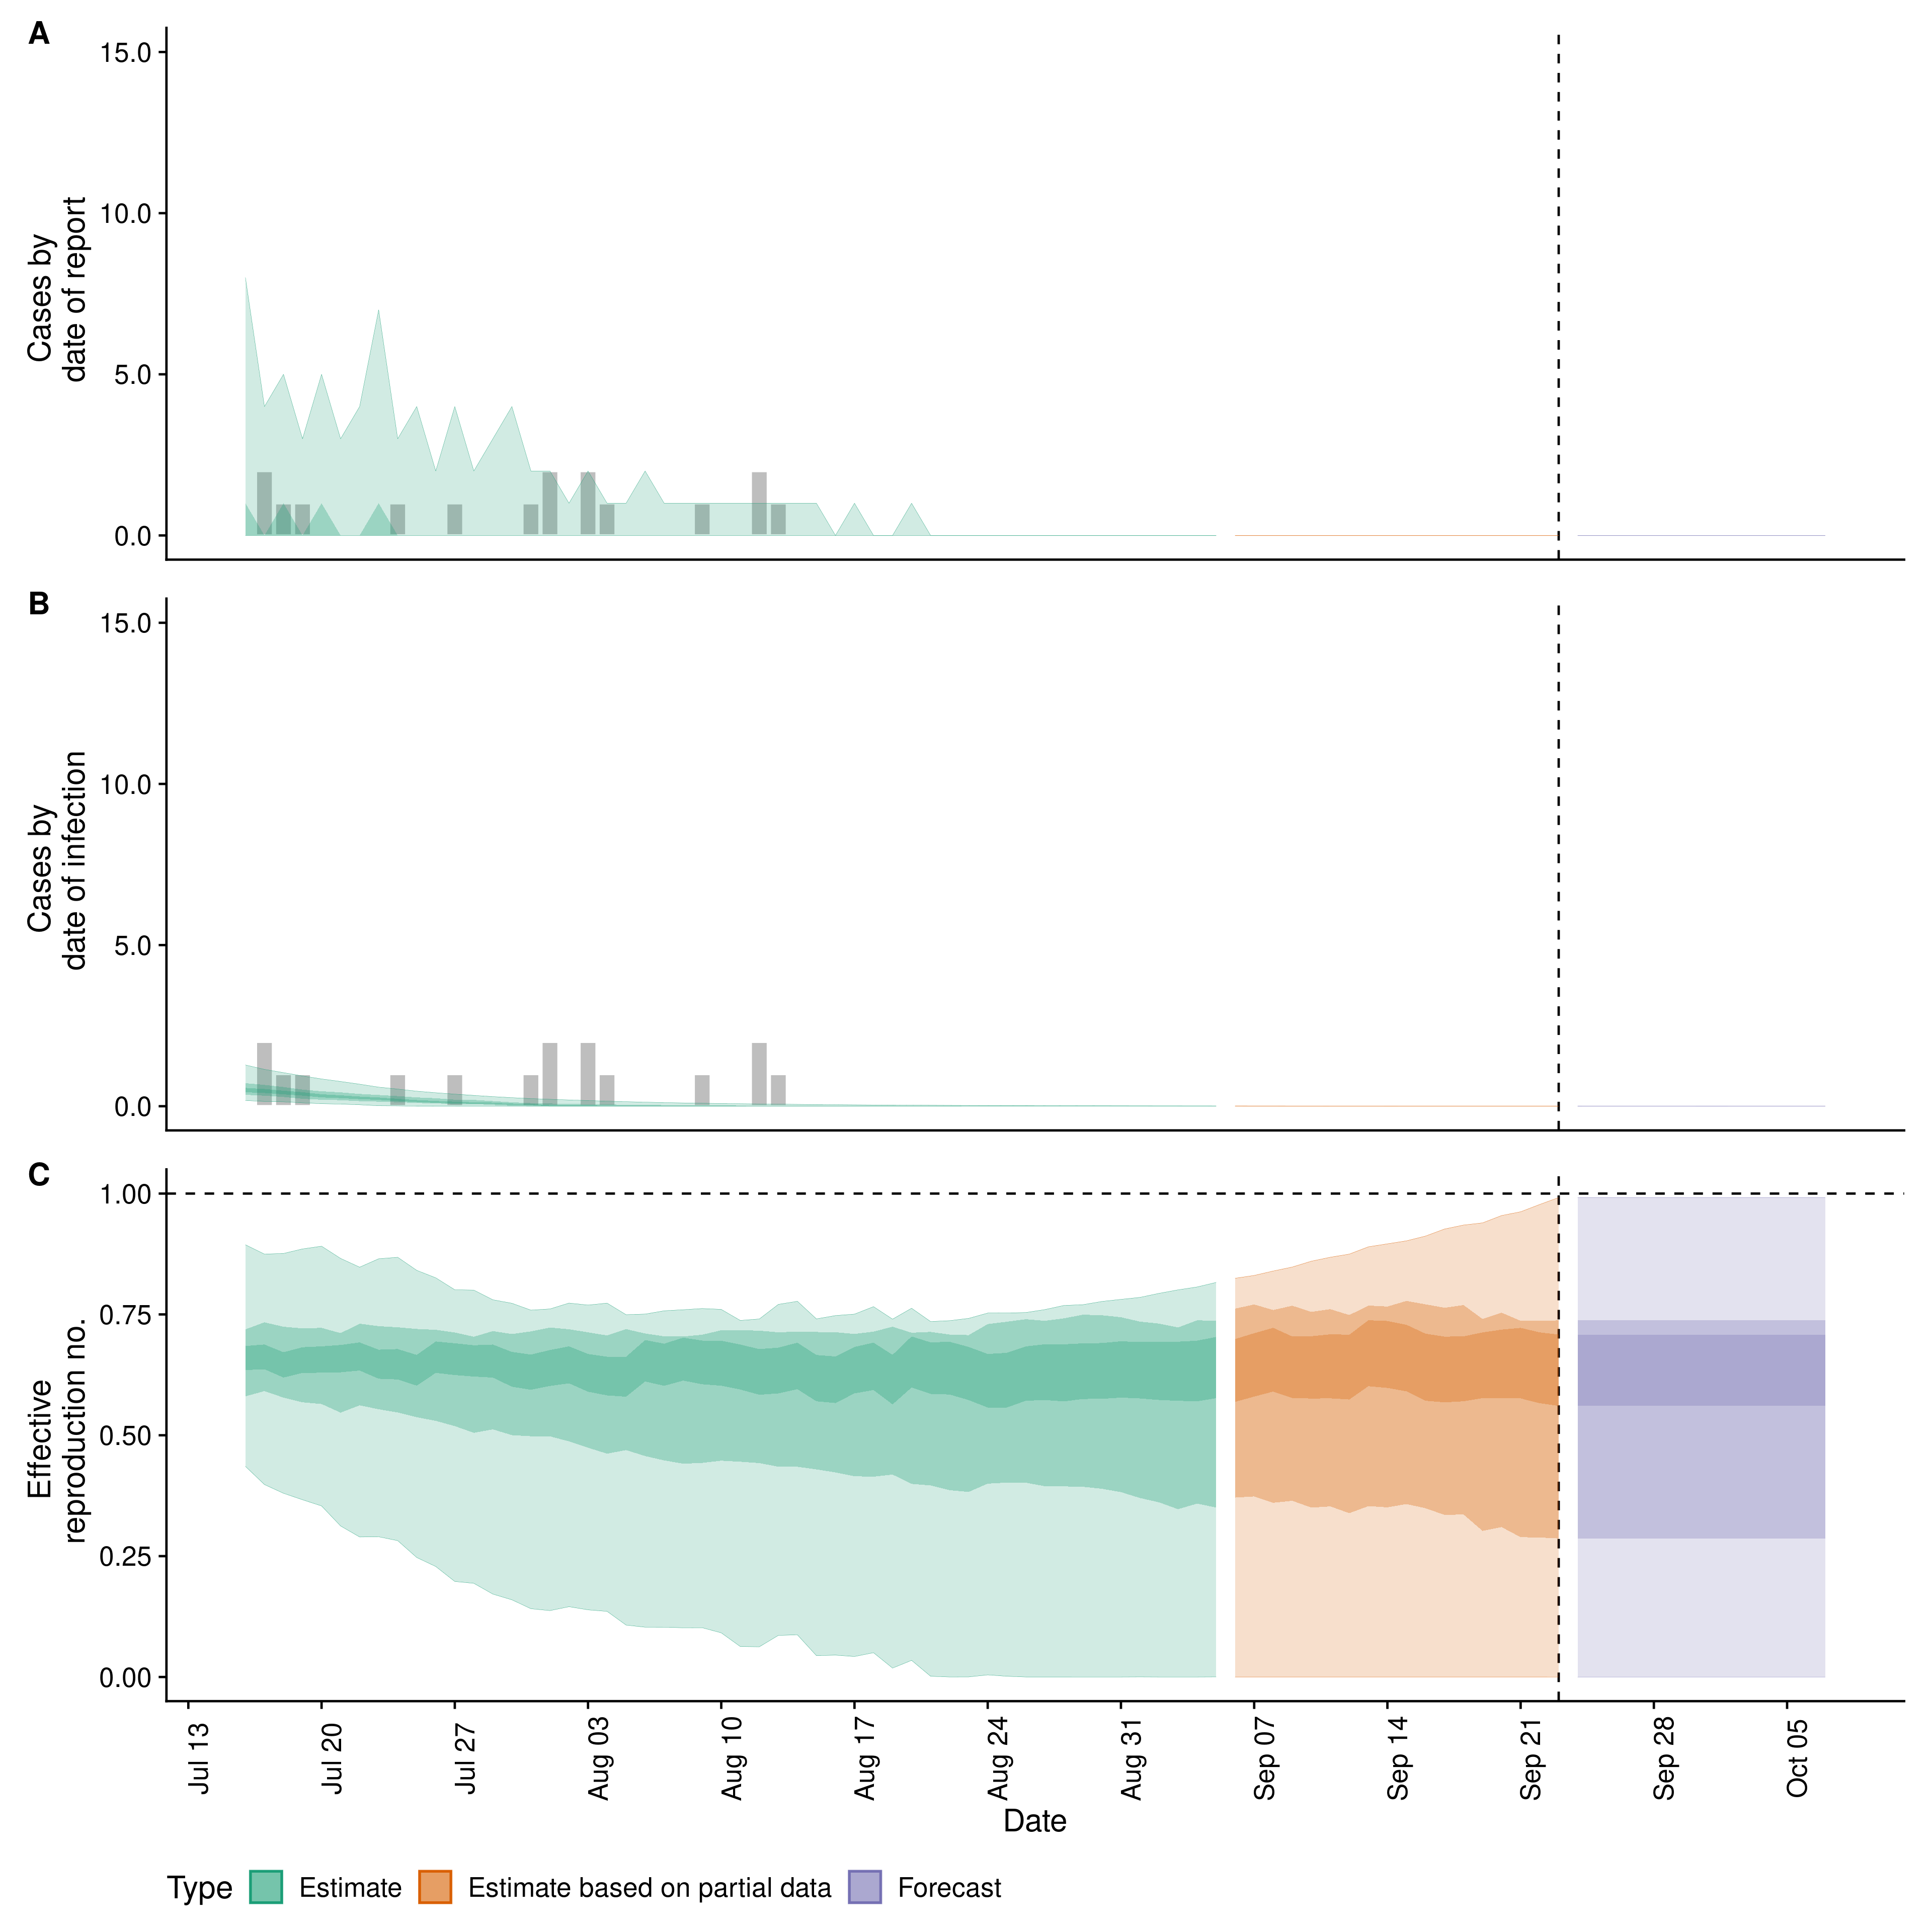 A
15.0
10.0
5.0
0.0
Cases by
date of report
B
15.0
10.0
5.0
0.0
Cases by
date of infection
C
1.00
0.75
0.50
0.25
0.00
Effective
reproduction no.
Jul 13
Jul 20
Jul 27
Aug 03
Aug 10
Aug 17
Aug 24
Aug 31
Sep 07
Sep 14
Sep 21
Sep 28
Oct 05
Date
Type Estimate Estimate based on partial data Forecast